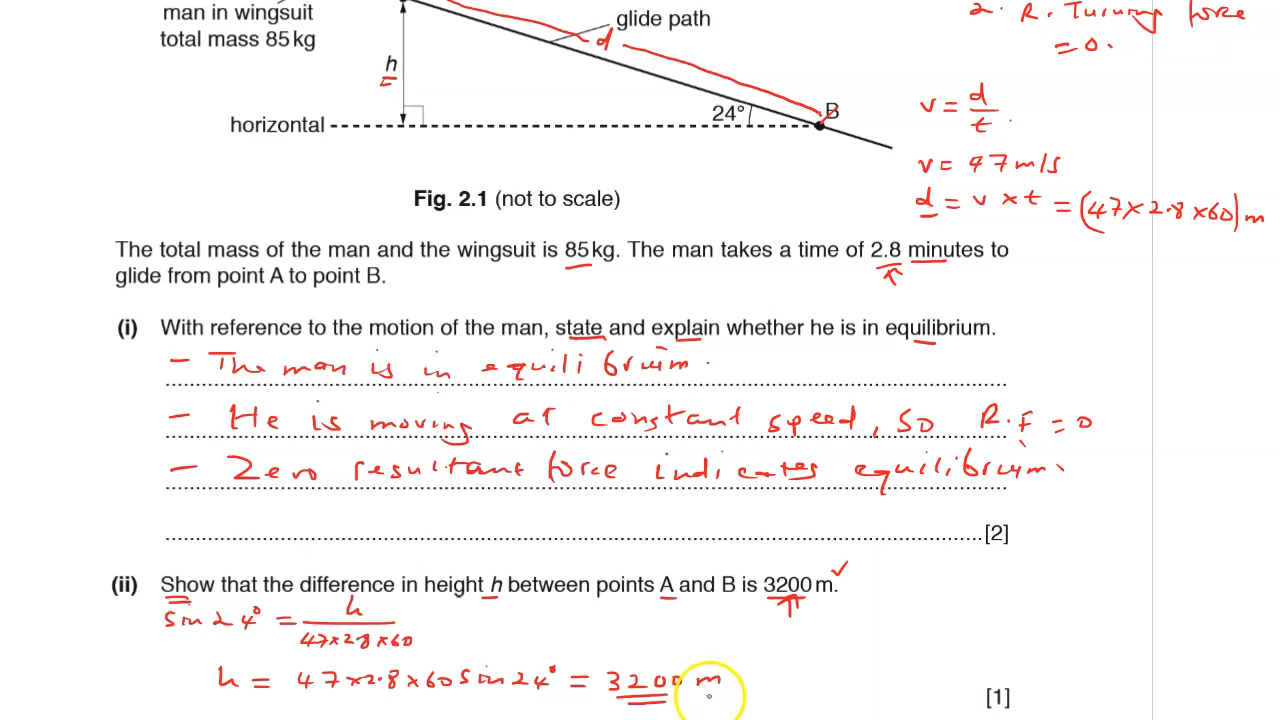 man in wingsuit
total mass 85 kg
glide path
d
h
horizontal
24°
B
Fig. 2.1 (not to scale)
2. R. Turning force
= 0.
v = d/t
v = 47 m/s
d = v × t = (47 × 2.8 × 60) m
The total mass of the man and the wingsuit is 85 kg. The man takes a time of 2.8 minutes to
glide from point A to point B.
(i) With reference to the motion of the man, state and explain whether he is in equilibrium.
– The man is in equilibrium.
– He is moving at constant speed, so R.F = 0
– Zero resultant force indicates equilibrium.
[2]
(ii) Show that the difference in height h between points A and B is 3200 m. ✓
sin 24° = h / 47×2.8×60
h = 47×2.8×60 sin 24° = 3200 m
[1]